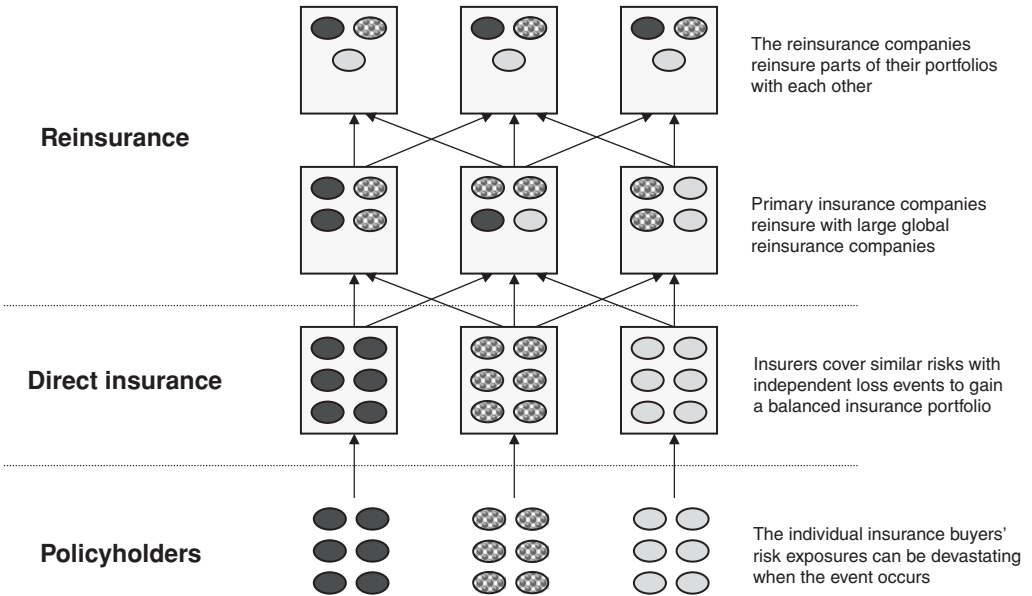 The reinsurance companies
reinsure parts of their portfolios
with each other
Reinsurance
Primary insurance companies
reinsure with large global
reinsurance companies
Direct insurance
Insurers cover similar risks with
independent loss events to gain
a balanced insurance portfolio
Policyholders
The individual insurance buyers’
risk exposures can be devastating
when the event occurs